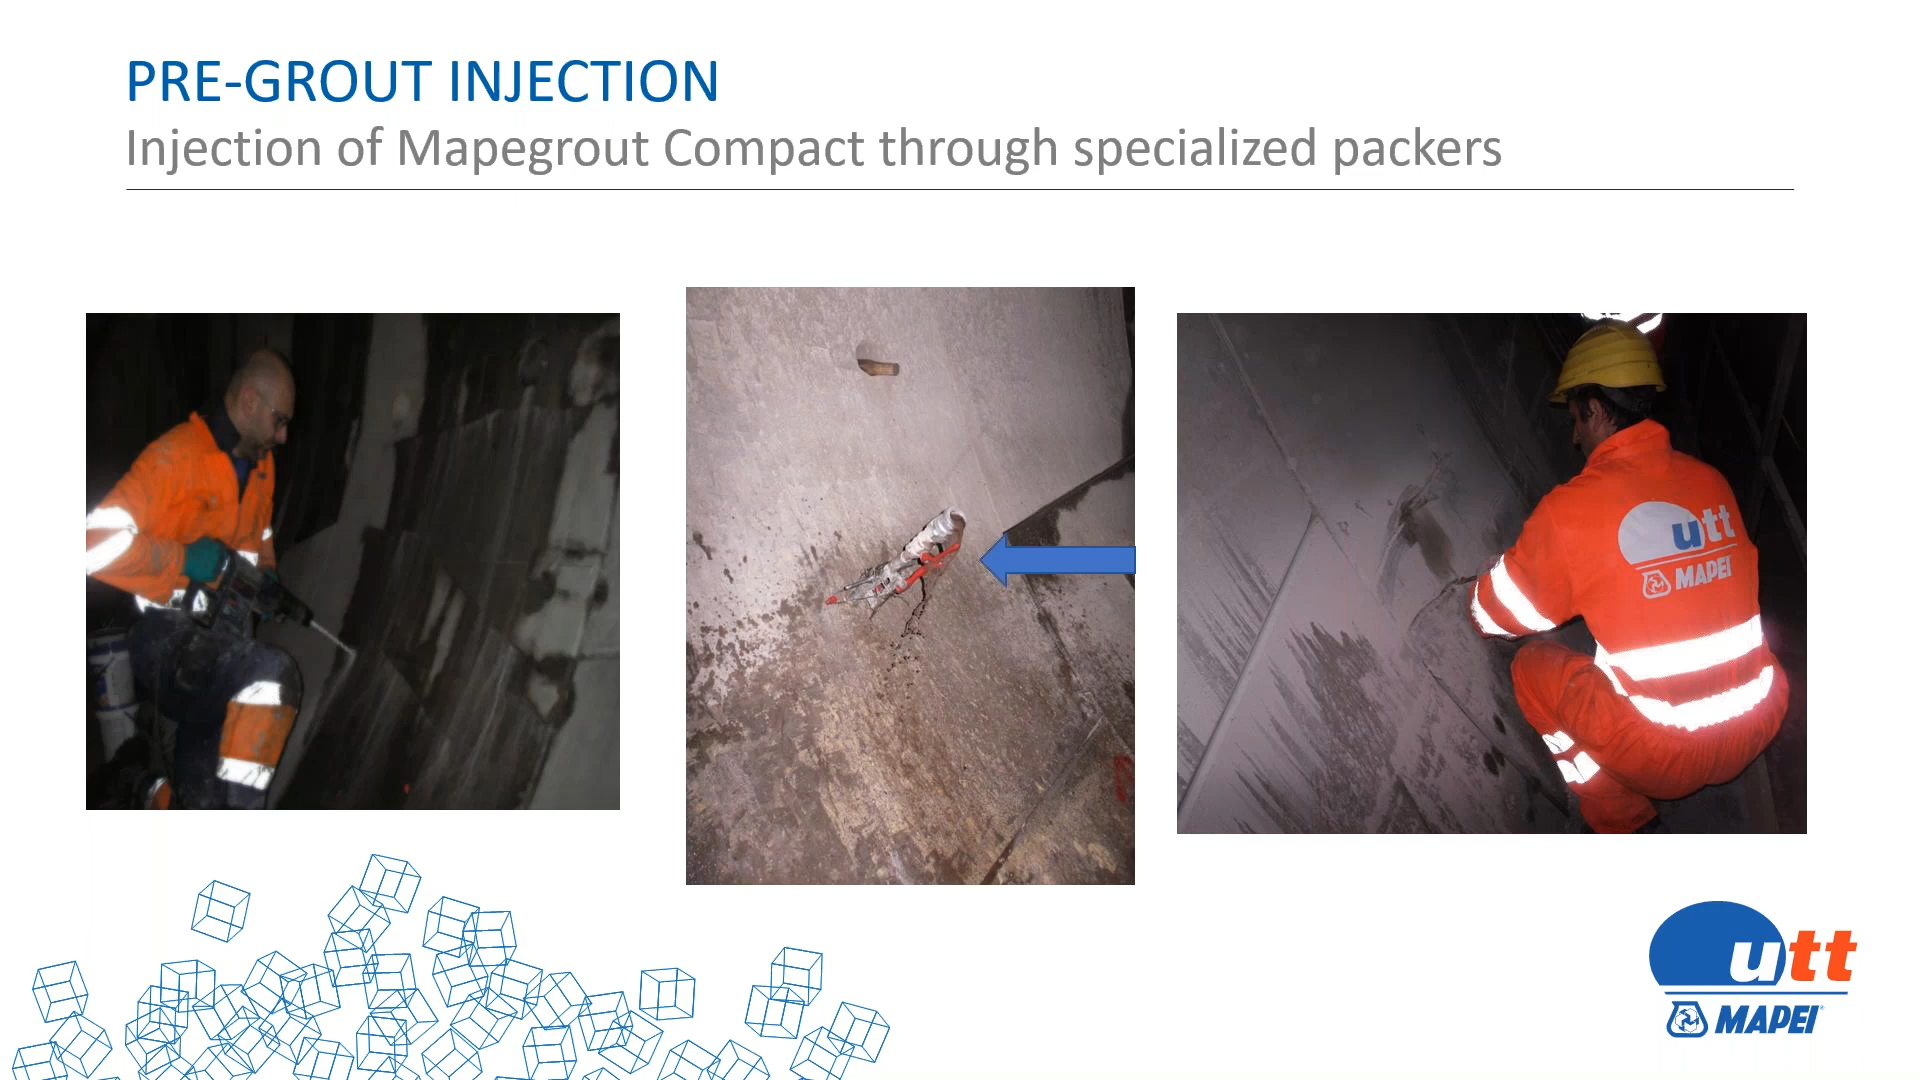 PRE-GROUT INJECTION
Injection of Mapegrout Compact through specialized packers
utt
MAPEI
utt
MAPEI